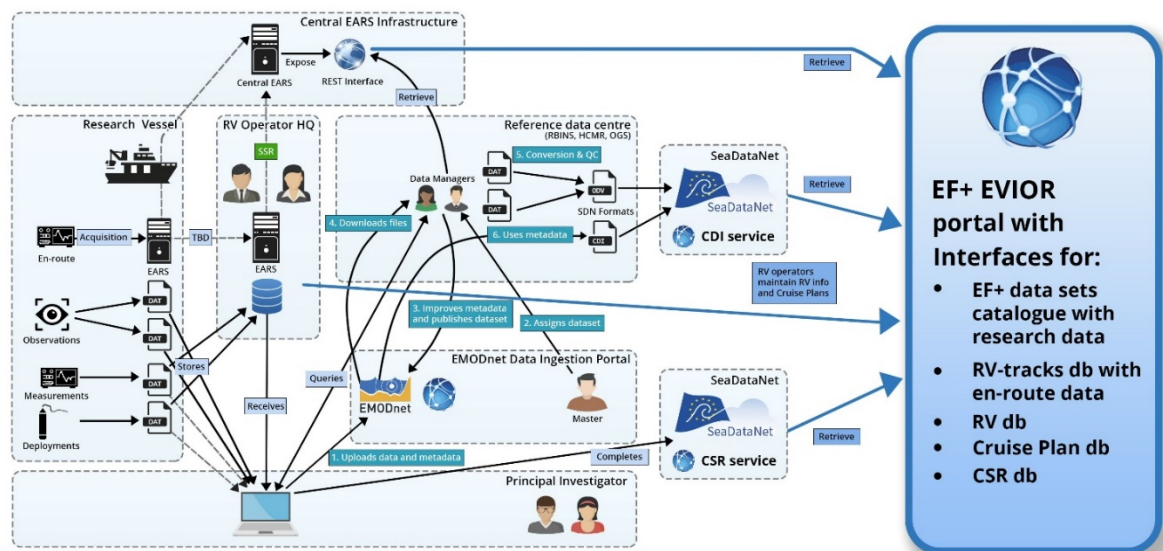 Central EARS Infrastructure
Central EARS
Expose
REST Interface
Retrieve
Retrieve
Research Vessel
RV Operator HQ
SSR
Acquisition
En-route
EARS
TBD
EARS
Observations
DAT
DAT
Stores
Measurements
DAT
Deployments
DAT
Receives
Reference data centre
(RBINS, HCMR, OGS)
Data Managers
5. Conversion & QC
DAT
DAT
ODV
SDN Formats
4. Downloads files
6. Uses metadata
CDI
3. Improves metadata
and publishes dataset
2. Assigns dataset
Queries
EMODnet Data Ingestion Portal
EMODnet
Master
1. Uploads data and metadata
Completes
Principal Investigator
SeaDataNet
SeaDataNet
CDI service
Retrieve
RV operators
maintain RV info
and Cruise Plans
SeaDataNet
SeaDataNet
CSR service
Retrieve
EF+ EVIOR
portal with
Interfaces for:
• EF+ data sets
catalogue with
research data
• RV-tracks db with
en-route data
• RV db
• Cruise Plan db
• CSR db